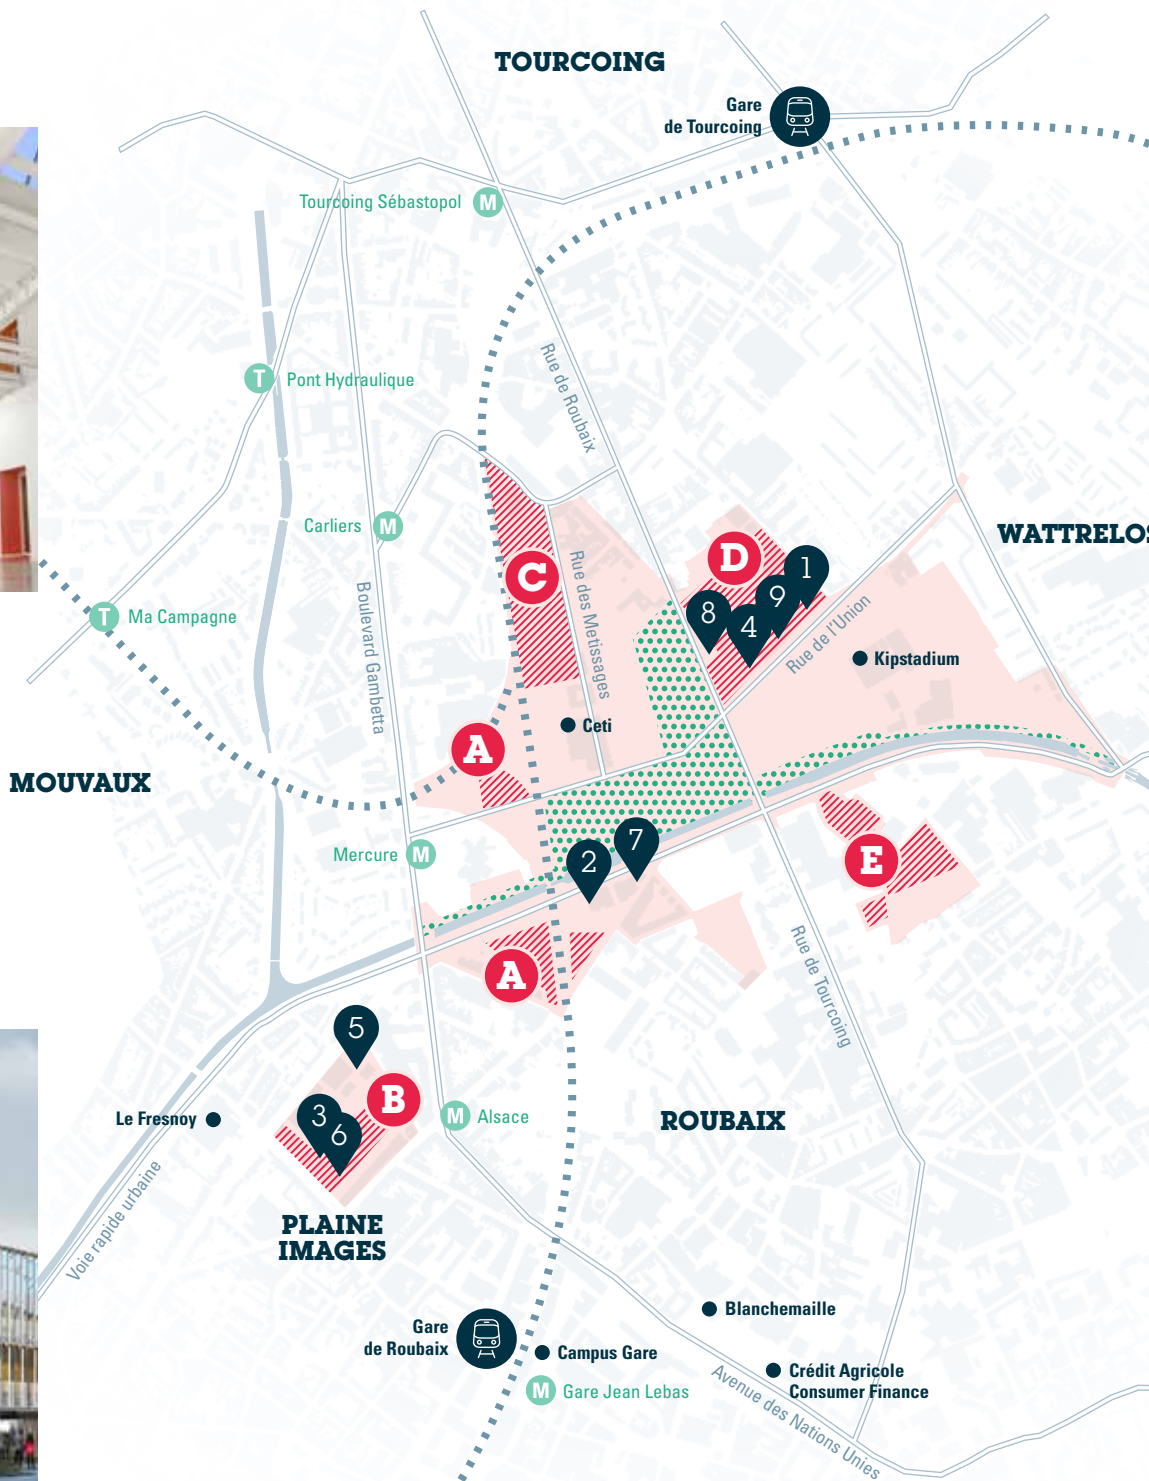 TOURCOING
Gare
de Tourcoing
Tourcoing Sébastopol
M
T
Pont Hydraulique
Rue de Roubaix
Carliers
M
C
D
1
9
8
4
WATTRELOS
Rue des Metissages
Boulevard Gambetta
T
Ma Campagne
Rue de l'Union
Kipstadium
Ceti
A
MOUVAUX
Mercure
M
7
2
E
A
Rue de Tourcoing
5
B
3
6
Le Fresnoy
M
Alsace
ROUBAIX
Voie rapide urbaine
PLAINE
IMAGES
Gare
de Roubaix
Blanchemaille
Campus Gare
M
Gare Jean Lebas
Crédit Agricole
Consumer Finance
Avenue des Nations Unies